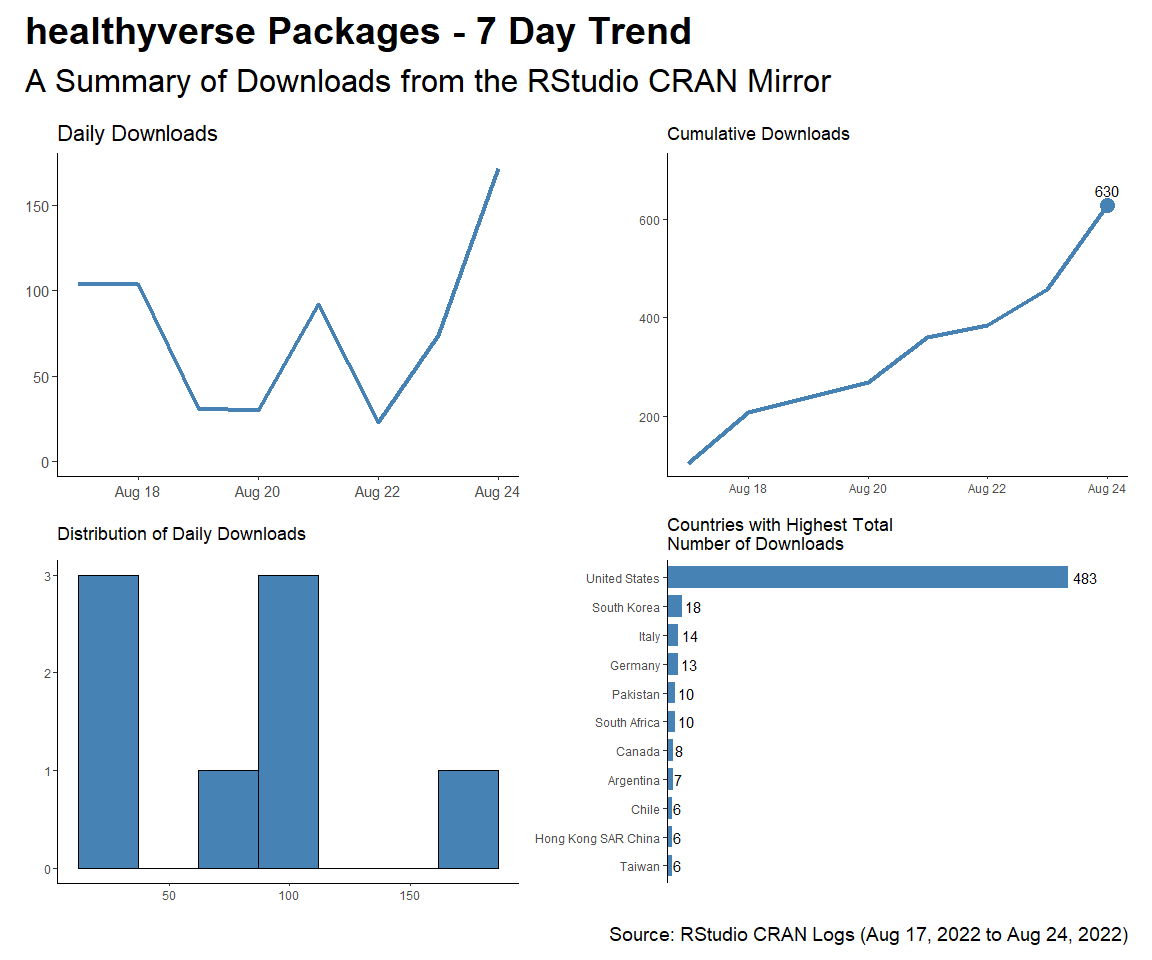 healthyverse Packages - 7 Day Trend
A Summary of Downloads from the RStudio CRAN Mirror
Daily Downloads
150
100
50
0
Aug 18
Aug 20
Aug 22
Aug 24
Cumulative Downloads
630
600
400
200
Aug 18
Aug 20
Aug 22
Aug 24
Distribution of Daily Downloads
3
2
1
0
50
100
150
Countries with Highest Total
Number of Downloads
United States 483
South Korea 18
Italy 14
Germany 13
Pakistan 10
South Africa 10
Canada 8
Argentina 7
Chile 6
Hong Kong SAR China 6
Taiwan 6
Source: RStudio CRAN Logs (Aug 17, 2022 to Aug 24, 2022)